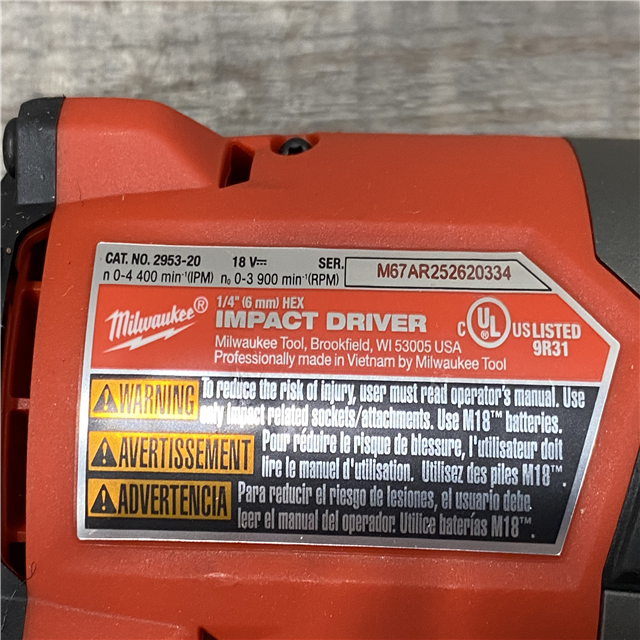 CAT. NO. 2953-20 18 V⎓ SER. M67AR252620334
n 0-4 400 min⁻¹(IPM) n₀ 0-3 900 min⁻¹(RPM)
Milwaukee® 1/4" (6 mm) HEX
IMPACT DRIVER
Milwaukee Tool, Brookfield, WI 53005 USA
Professionally made in Vietnam by Milwaukee Tool
C UL® US LISTED
9R31
WARNING To reduce the risk of injury, user must read operator's manual. Use
only impact related sockets/attachments. Use M18™ batteries.
AVERTISSEMENT Pour réduire le risque de blessure, l'utilisateur doit
lire le manuel d'utilisation. Utilisez des piles M18™.
ADVERTENCIA Para reducir el riesgo de lesiones, el usuario debe
leer el manual del operador. Utilice baterías M18™.